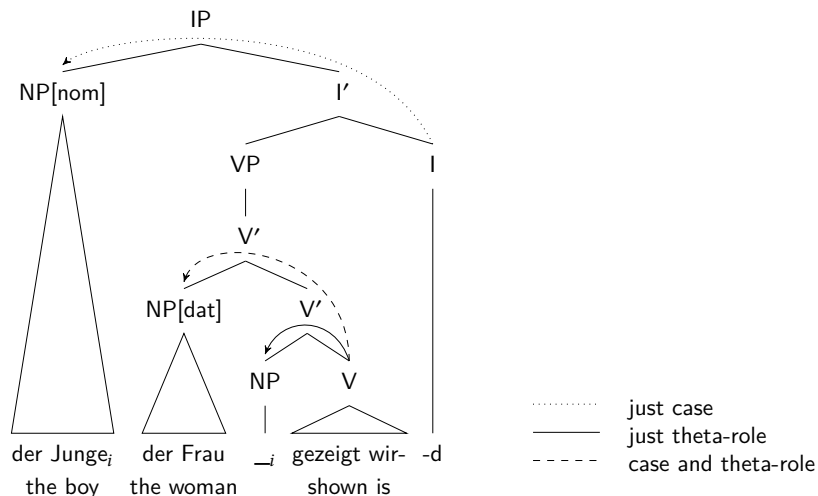 IP
NP[nom] I′
VP I
V′
NP[dat] V′
NP V
der Junge_i der Frau _i gezeigt wir- -d
the boy the woman shown is
just case
just theta-role
case and theta-role